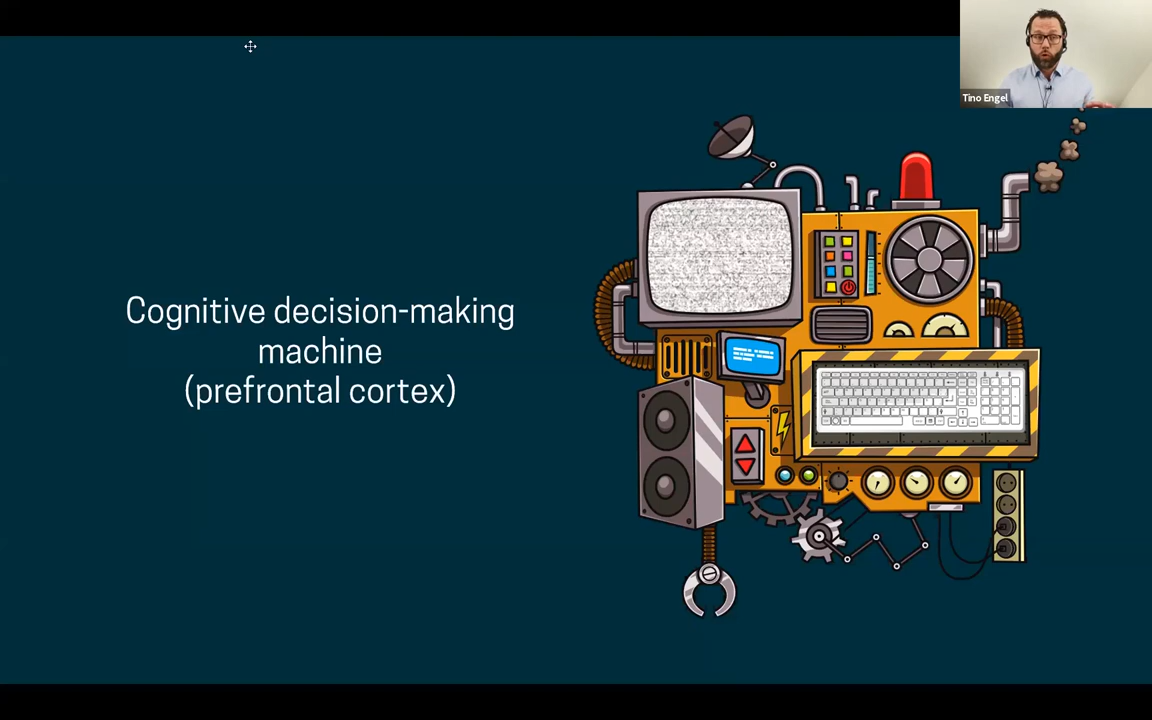 Tino Engel
Cognitive decision-making
machine
(prefrontal cortex)